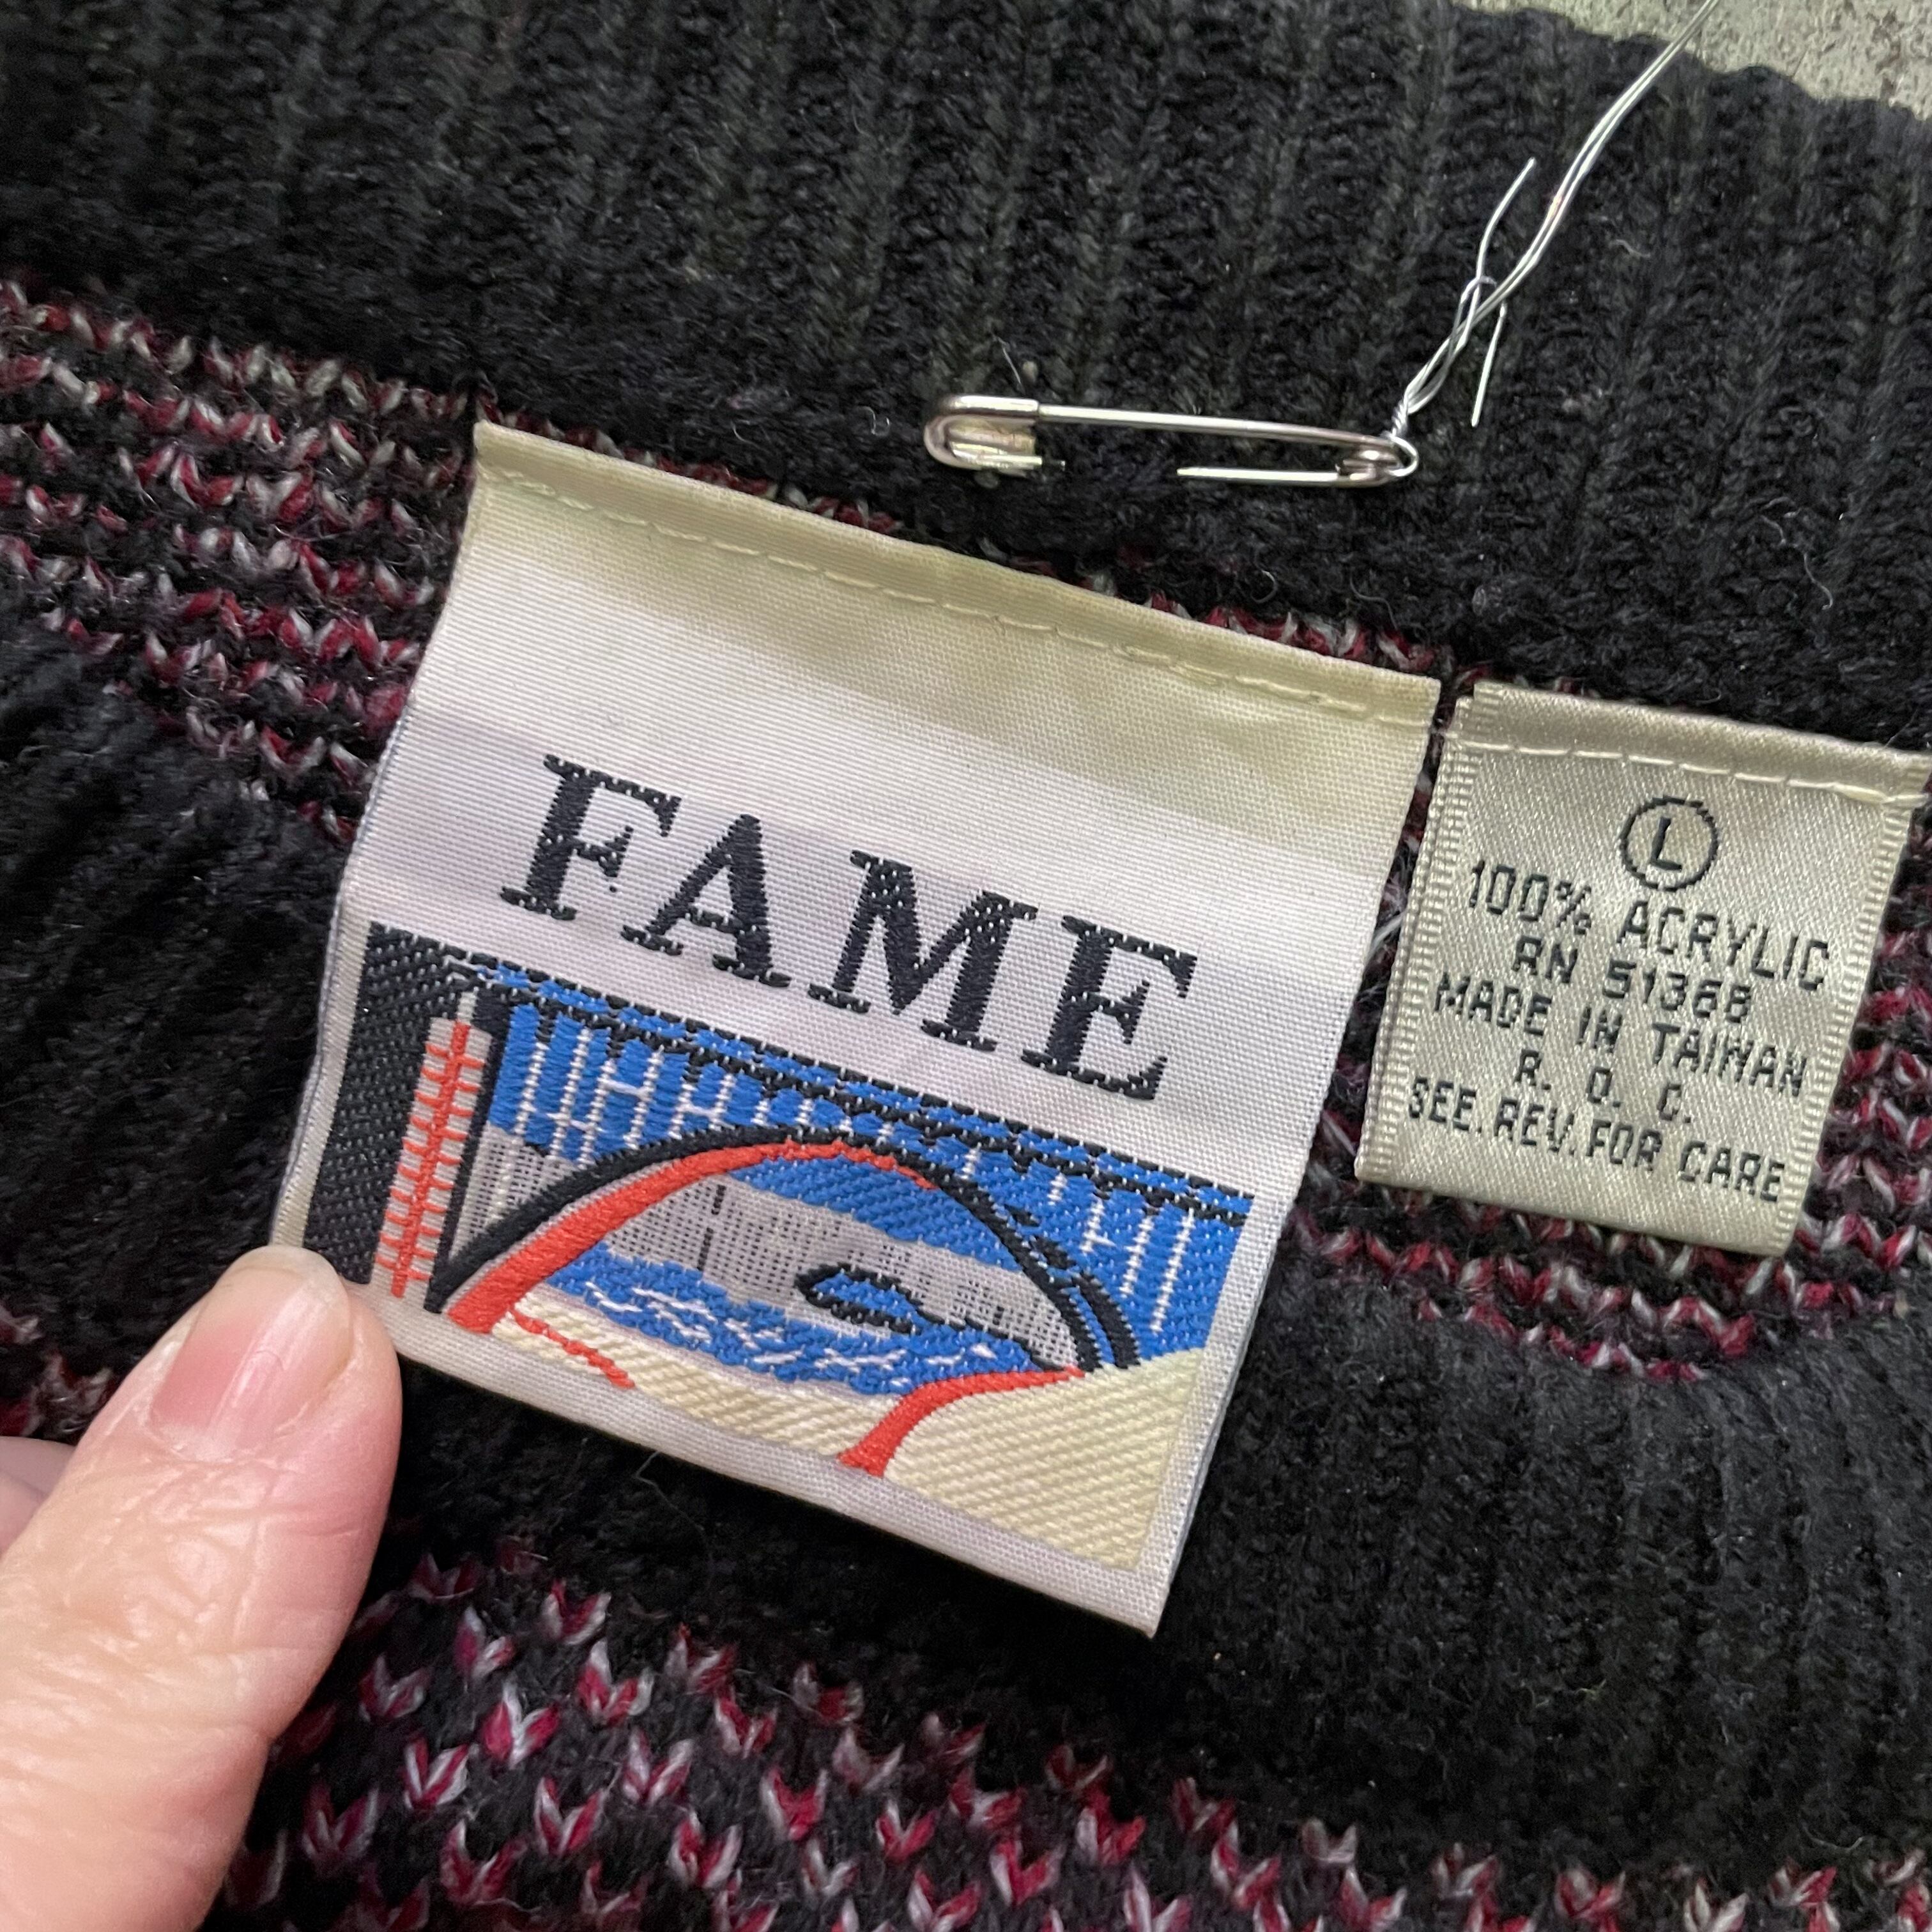 FAME
L
100% ACRYLIC
RN 51368
MADE IN TAIWAN
R. O. C.
SEE.REV.FOR CARE